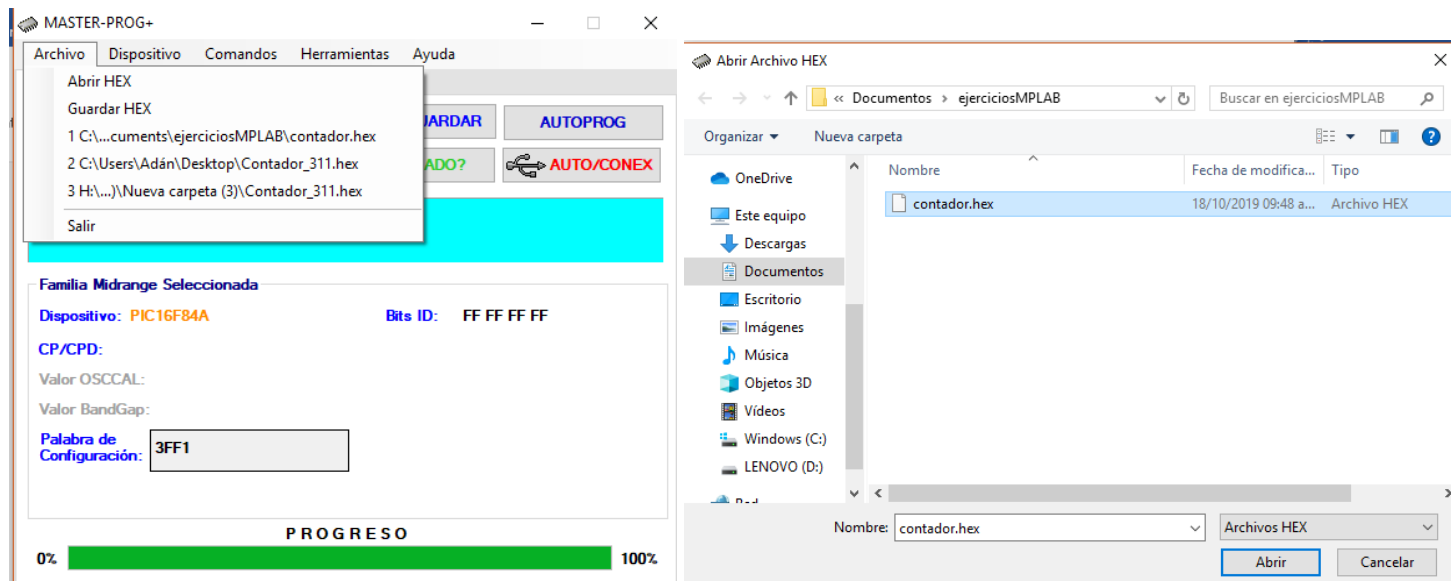 MASTER-PROG+
Archivo Dispositivo Comandos Herramientas Ayuda
Abrir HEX
Guardar HEX
1 C:\...cuments\ejerciciosMPLAB\contador.hex
2 C:\Users\Adán\Desktop\Contador_311.hex
3 H:\...)\Nueva carpeta (3)\Contador_311.hex
Salir
AUTOPROG
AUTO/CONEX
Familia Midrange Seleccionada
Dispositivo: PIC16F84A Bits ID: FF FF FF FF
CP/CPD:
Valor OSCCAL:
Valor BandGap:
Palabra de
Configuración: 3FF1
PROGRESO
0% 100%
Abrir Archivo HEX
« Documentos › ejerciciosMPLAB Buscar en ejerciciosMPLAB
Organizar Nueva carpeta
Nombre Fecha de modifica... Tipo
contador.hex 18/10/2019 09:48 a... Archivo HEX
OneDrive
Este equipo
Descargas
Documentos
Escritorio
Imágenes
Música
Objetos 3D
Vídeos
Windows (C:)
LENOVO (D:)
Nombre: contador.hex Archivos HEX
Abrir Cancelar